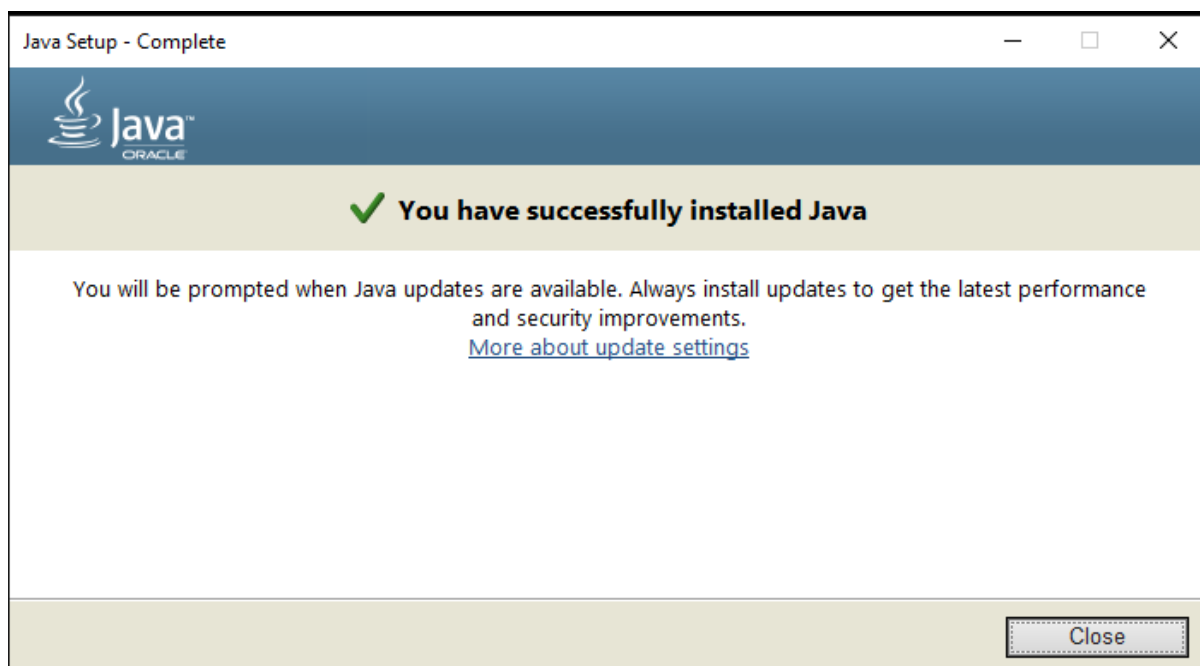 Java Setup - Complete
Java™
ORACLE
You have successfully installed Java
You will be prompted when Java updates are available. Always install updates to get the latest performance
and security improvements.
More about update settings
Close